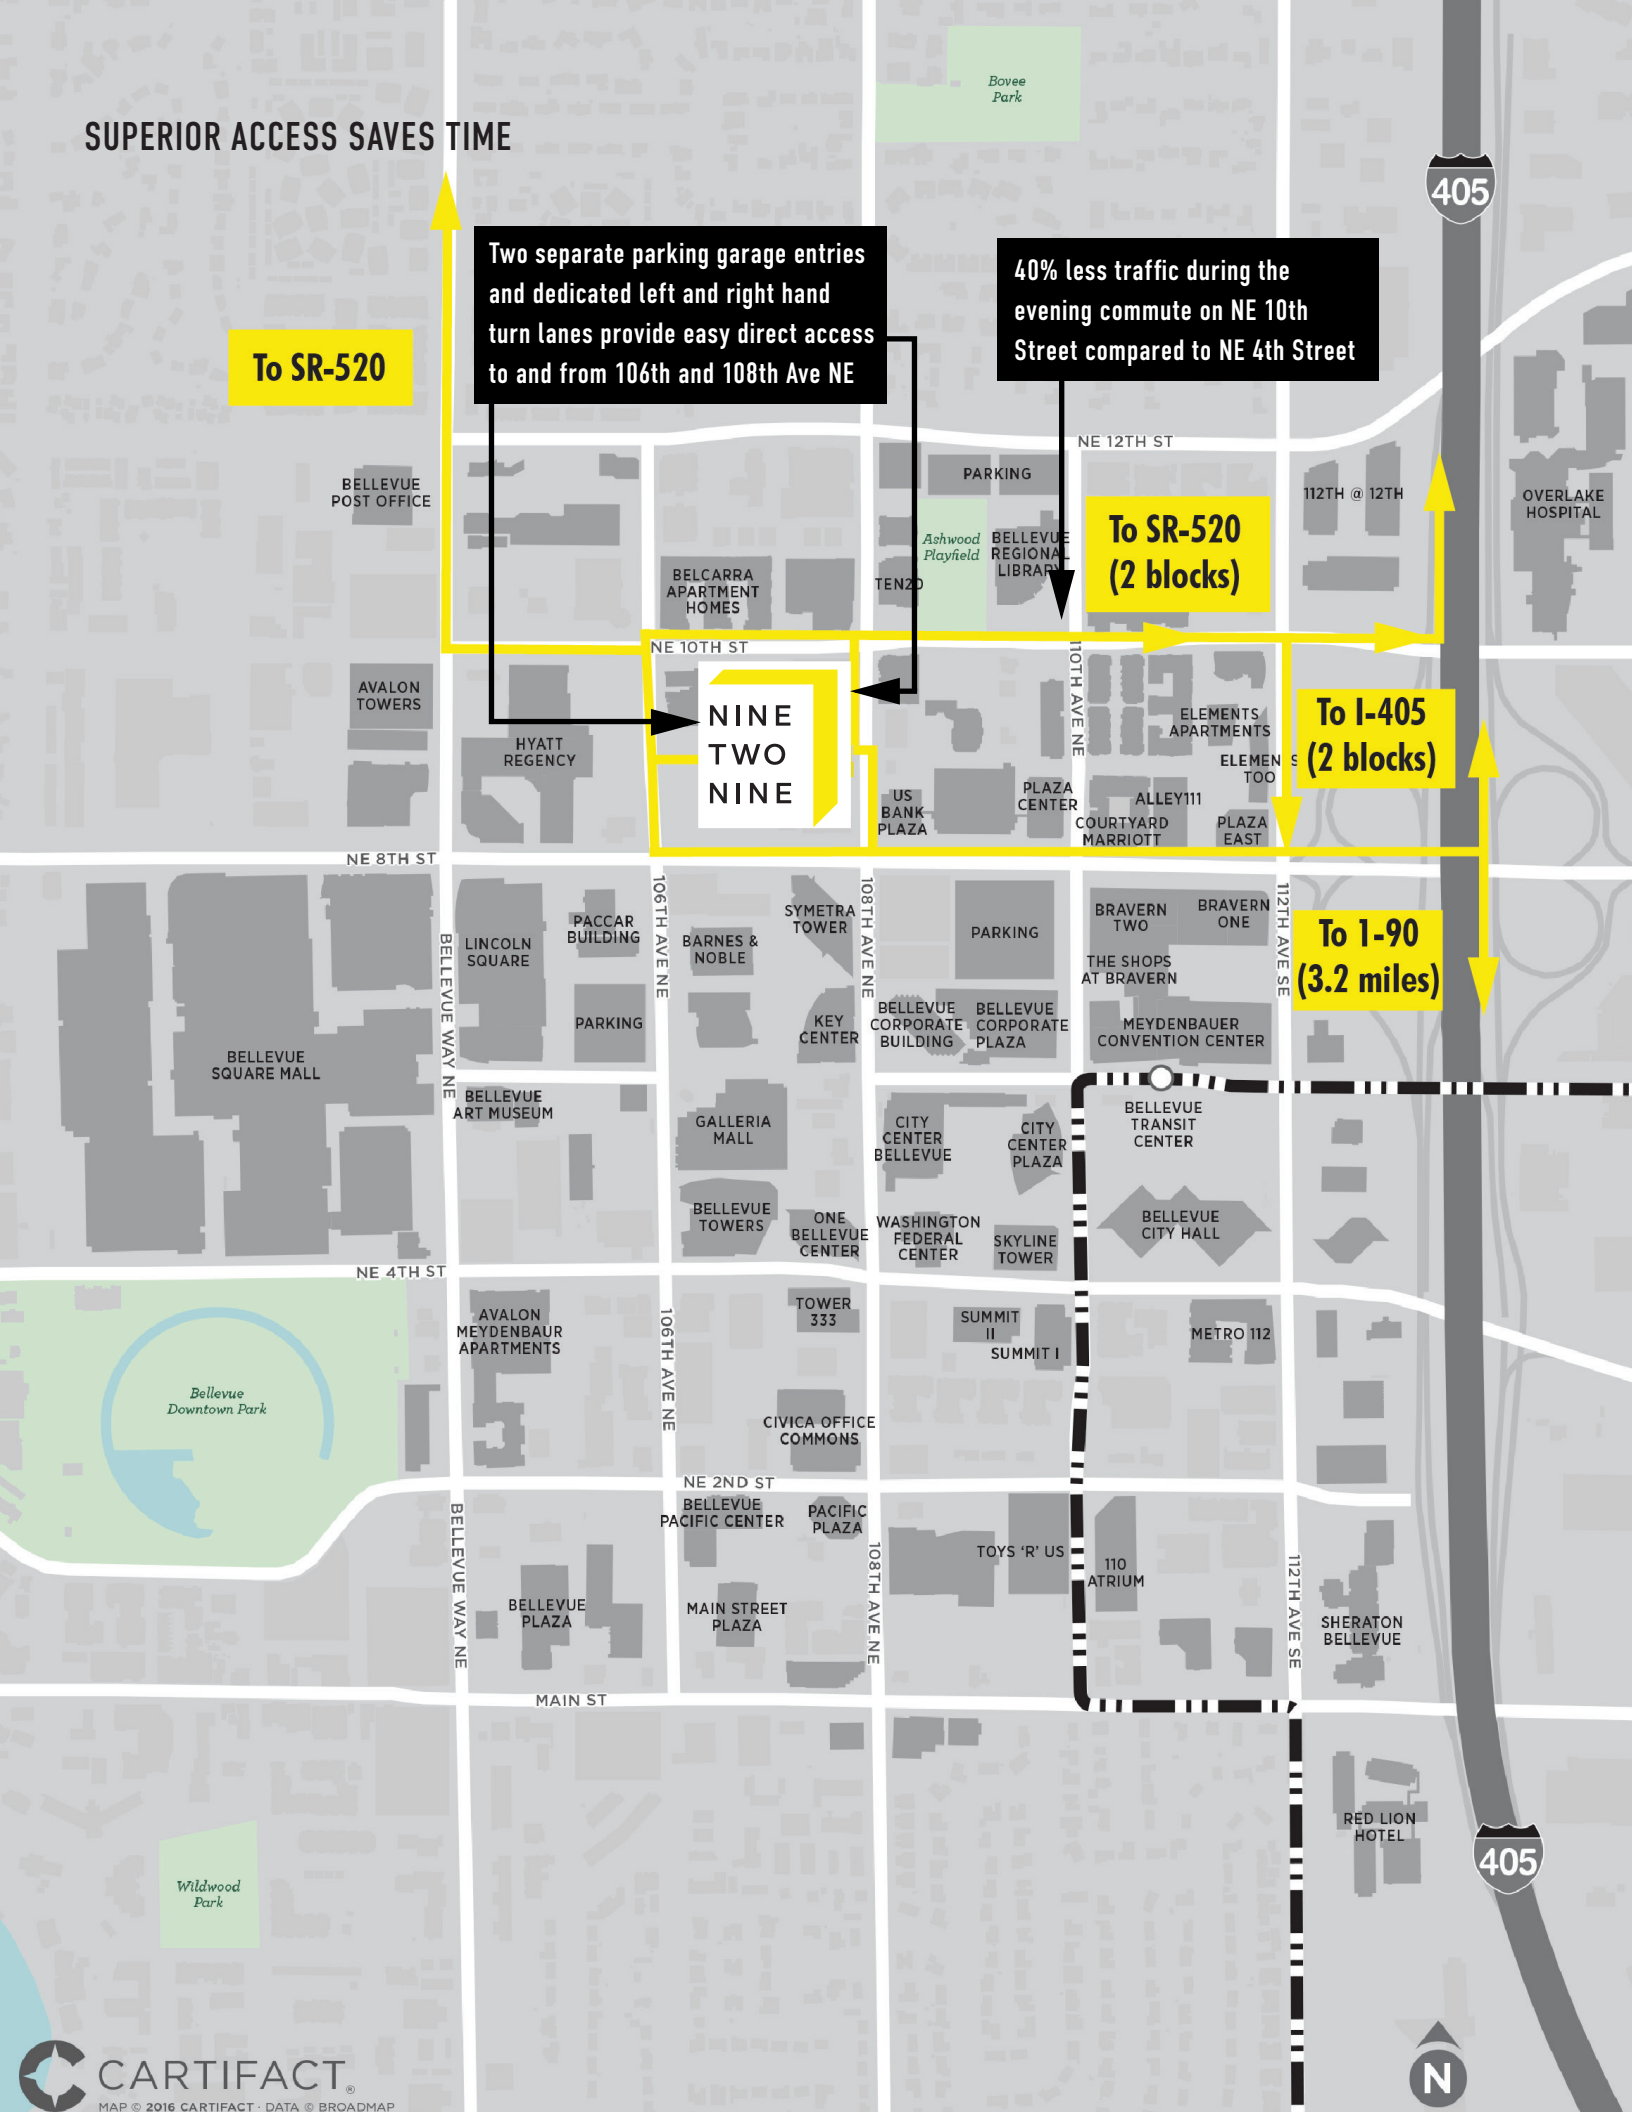 Bovee
Park
SUPERIOR ACCESS SAVES TIME
405
Two separate parking garage entries
and dedicated left and right hand
turn lanes provide easy direct access
to and from 106th and 108th Ave NE
40% less traffic during the
evening commute on NE 10th
Street compared to NE 4th Street
To SR-520
NE 12TH ST
PARKING
BELLEVUE
POST OFFICE
112TH @ 12TH
OVERLAKE
HOSPITAL
Ashwood
Playfield
BELLEVUE
REGIONAL
LIBRARY
To SR-520
(2 blocks)
BELCARRA
APARTMENT
HOMES
TEN20
NE 10TH ST
110TH AVE NE
AVALON
TOWERS
NINE
TWO
NINE
ELEMENTS
APARTMENTS
To I-405
(2 blocks)
HYATT
REGENCY
ELEMENTS
TOO
US
BANK
PLAZA
PLAZA
CENTER
ALLEY111
COURTYARD
MARRIOTT
PLAZA
EAST
NE 8TH ST
106TH AVE NE
108TH AVE NE
112TH AVE SE
BELLEVUE WAY NE
LINCOLN
SQUARE
PACCAR
BUILDING
BARNES &
NOBLE
SYMETRA
TOWER
PARKING
BRAVERN
TWO
BRAVERN
ONE
To 1-90
(3.2 miles)
THE SHOPS
AT BRAVERN
PARKING
KEY
CENTER
BELLEVUE
CORPORATE
BUILDING
BELLEVUE
CORPORATE
PLAZA
MEYDENBAUER
CONVENTION CENTER
BELLEVUE
SQUARE MALL
BELLEVUE
ART MUSEUM
GALLERIA
MALL
CITY
CENTER
BELLEVUE
CITY
CENTER
PLAZA
BELLEVUE
TRANSIT
CENTER
BELLEVUE
TOWERS
ONE
BELLEVUE
CENTER
WASHINGTON
FEDERAL
CENTER
SKYLINE
TOWER
BELLEVUE
CITY HALL
NE 4TH ST
AVALON
MEYDENBAUR
APARTMENTS
106TH AVE NE
TOWER
333
SUMMIT
II
SUMMIT I
METRO 112
Bellevue
Downtown Park
CIVICA OFFICE
COMMONS
NE 2ND ST
BELLEVUE
PACIFIC CENTER
PACIFIC
PLAZA
BELLEVUE WAY NE
108TH AVE NE
TOYS ‘R’ US
110
ATRIUM
112TH AVE SE
BELLEVUE
PLAZA
MAIN STREET
PLAZA
SHERATON
BELLEVUE
MAIN ST
RED LION
HOTEL
405
Wildwood
Park
N
CARTIFACT®
MAP © 2016 CARTIFACT · DATA © BROADMAP